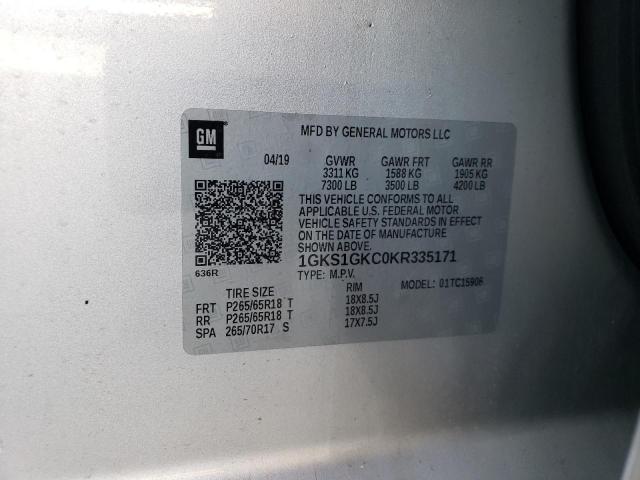 GM
MFD BY GENERAL MOTORS LLC
04/19 GVWR GAWR FRT GAWR RR
3311 KG 1588 KG 1905 KG
7300 LB 3500 LB 4200 LB
THIS VEHICLE CONFORMS TO ALL
APPLICABLE U.S. FEDERAL MOTOR
VEHICLE SAFETY STANDARDS IN EFFECT
ON THE DATE OF MANUFACTURE
SHOWN ABOVE.
1GKS1GKC0KR335171
636R
TYPE: M.P.V. MODEL: 01TC15906
TIRE SIZE RIM
FRT P265/65R18 T 18X8.5J
RR P265/65R18 T 18X8.5J
SPA 265/70R17 S 17X7.5J